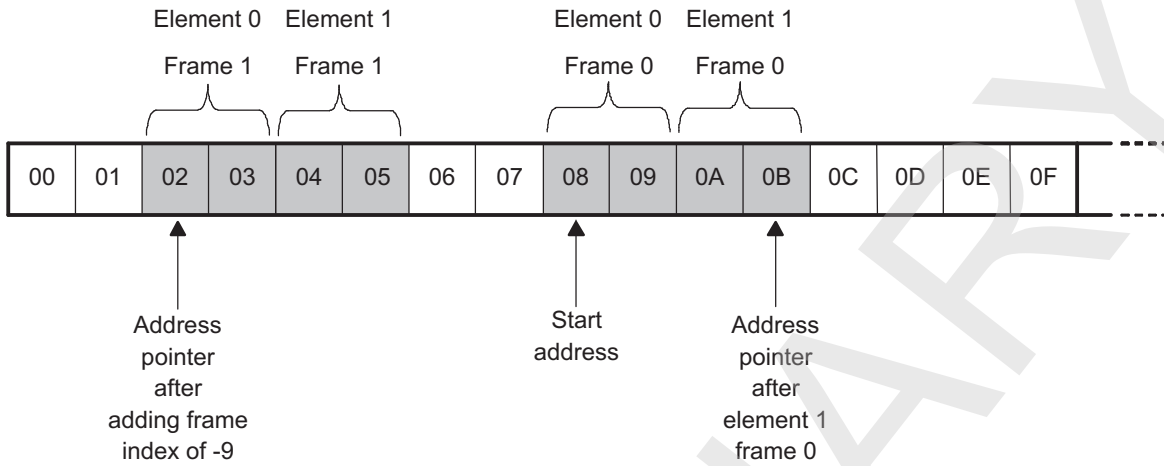 Element 0 Element 1 Element 0 Element 1
Frame 1 Frame 1 Frame 0 Frame 0
00 01 02 03 04 05 06 07 08 09 0A 0B 0C 0D 0E 0F
Address
pointer
after
adding frame
index of -9
Start
address
Address
pointer
after
element 1
frame 0